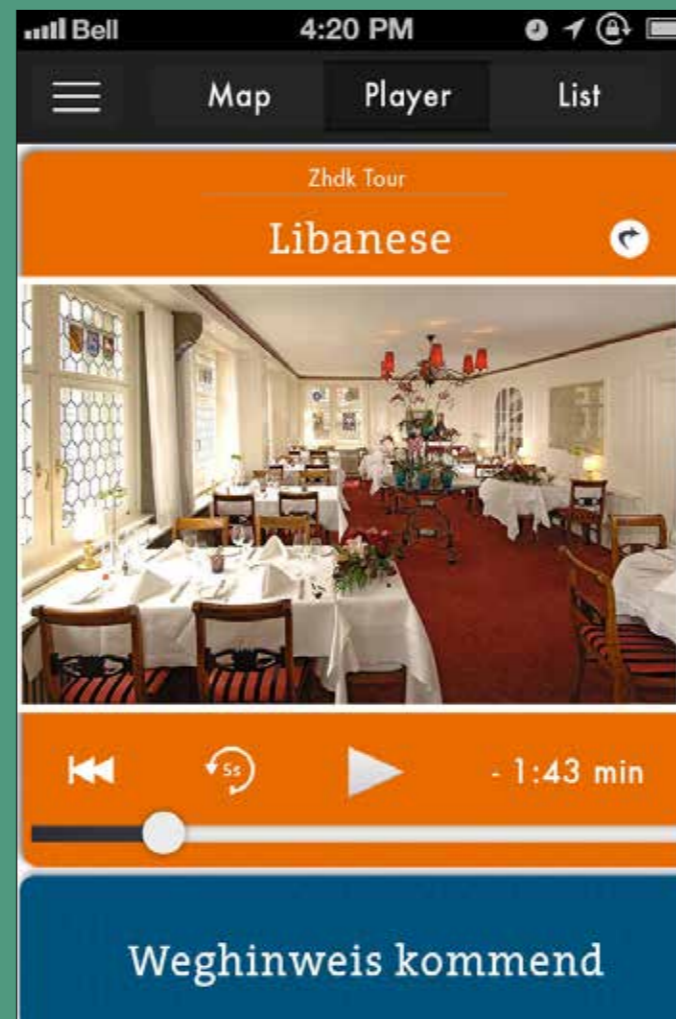 Bell 4:20 PM
Map Player List
Zhdk Tour
Libanese
5s - 1:43 min
Weghinweis kommend